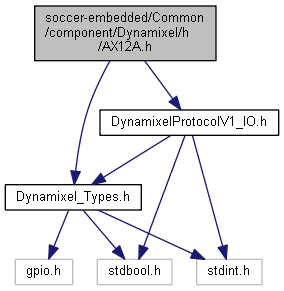 soccer-embedded/Common
/component/Dynamixel/h
/AX12A.h
DynamixelProtocolV1_IO.h
Dynamixel_Types.h
gpio.h
stdbool.h
stdint.h